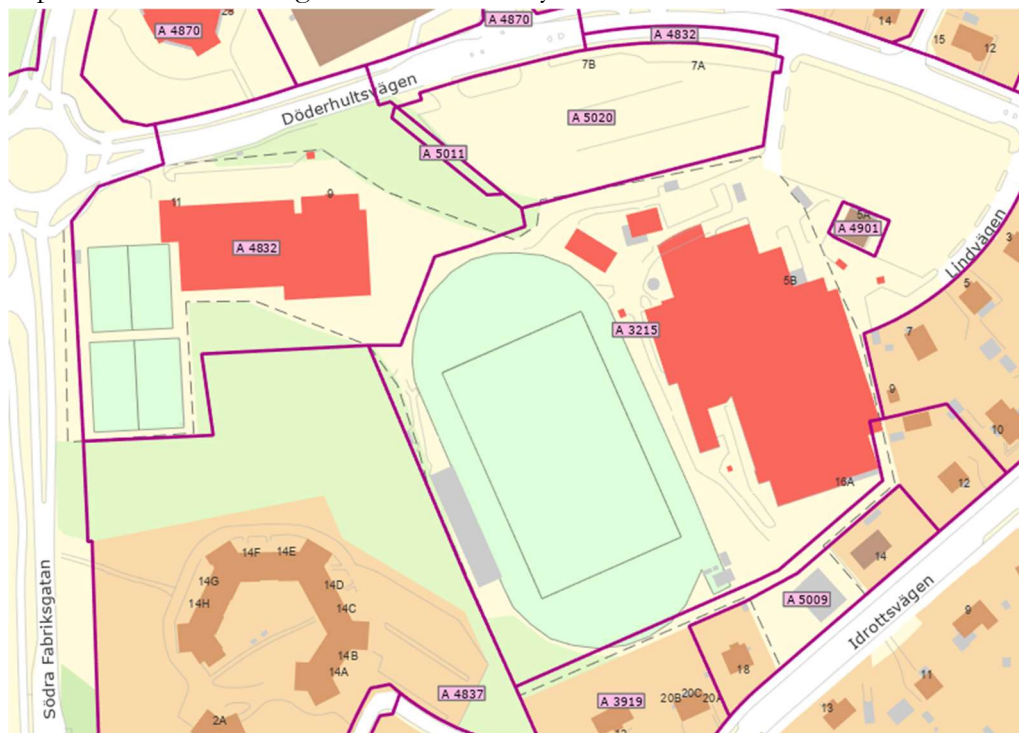 A 4870
28
A 4870
14
15
12
A 4832
7B
7A
Döderhultsvägen
A 5020
A 5011
11
9
A 4832
5A
A 4901
Lindvägen
3
5B
5
A 3215
7
9
10
16A
12
14F
14E
14
14G
14D
14H
14C
A 5009
Idrottsvägen
9
14B
14A
18
11
Södra Fabriksgatan
A 4837
2A
A 3919
20B
20C
20A
13